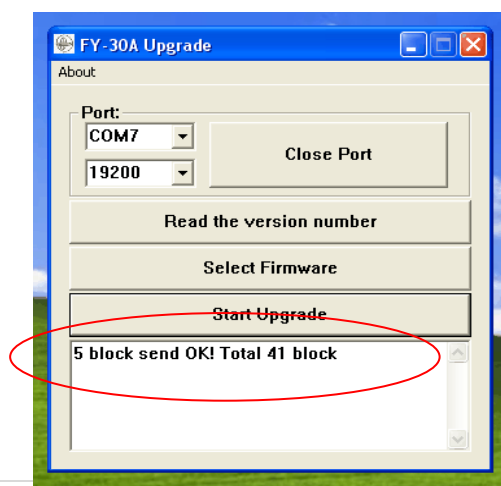 FY-30A Upgrade
About
Port:
COM7
19200
Close Port
Read the version number
Select Firmware
Start Upgrade
5 block send OK! Total 41 block